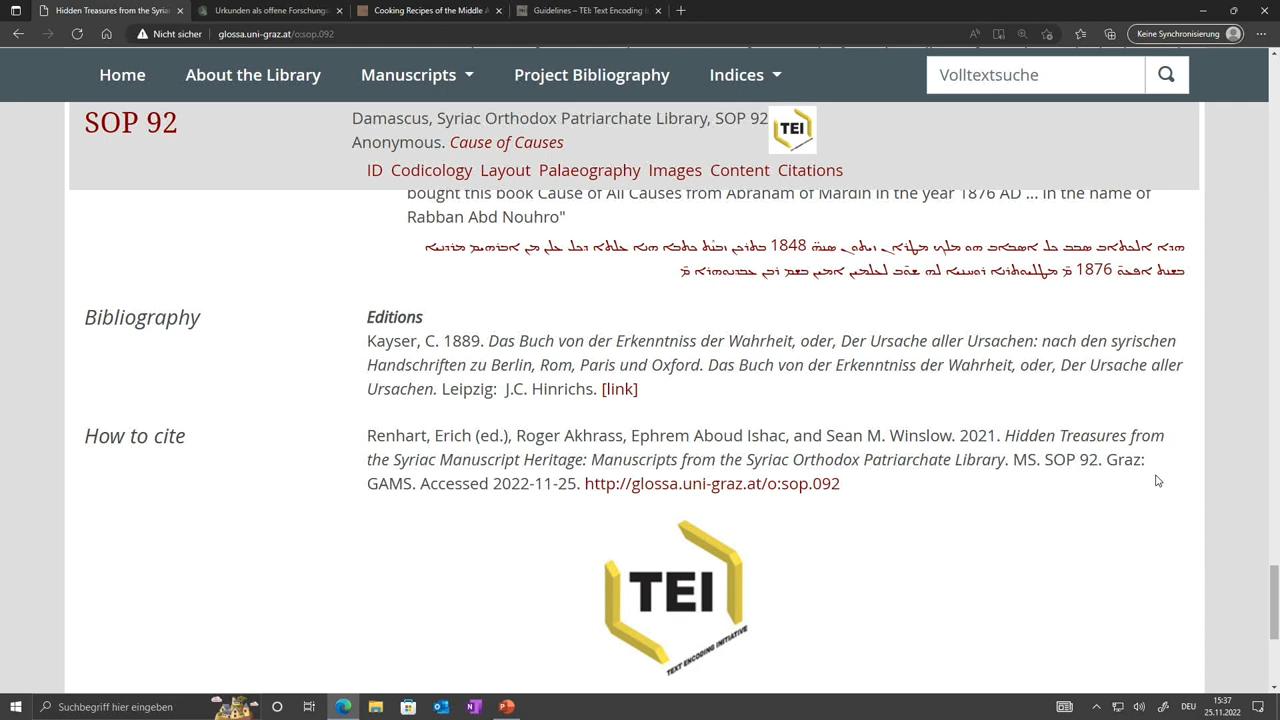 Hidden Treasures from the Syria
Urkunden als offene Forschungs
Cooking Recipes of the Middle A
Guidelines – TEI: Text Encoding I
Nicht sicher
glossa.uni-graz.at/o:sop.092
Keine Synchronisierung
Home
About the Library
Manuscripts
Project Bibliography
Indices
Volltextsuche
SOP 92
Damascus, Syriac Orthodox Patriarchate Library, SOP 92
TEI
Anonymous. Cause of Causes
ID Codicology Layout Palaeography Images Content Citations
bought this book Cause of All Causes from Abraham of Mardin in the year 1876 AD ... In the name of
Rabban Abd Nouhro"
1848
1876
Bibliography
Editions
Kayser, C. 1889. Das Buch von der Erkenntniss der Wahrheit, oder, Der Ursache aller Ursachen: nach den syrischen
Handschriften zu Berlin, Rom, Paris und Oxford. Das Buch von der Erkenntniss der Wahrheit, oder, Der Ursache aller
Ursachen. Leipzig: J.C. Hinrichs. [link]
How to cite
Renhart, Erich (ed.), Roger Akhrass, Ephrem Aboud Ishac, and Sean M. Winslow. 2021. Hidden Treasures from
the Syriac Manuscript Heritage: Manuscripts from the Syriac Orthodox Patriarchate Library. MS. SOP 92. Graz:
GAMS. Accessed 2022-11-25. http://glossa.uni-graz.at/o:sop.092
TEI
TEXT ENCODING INITIATIVE
Suchbegriff hier eingeben
DEU
15:37
25.11.2022